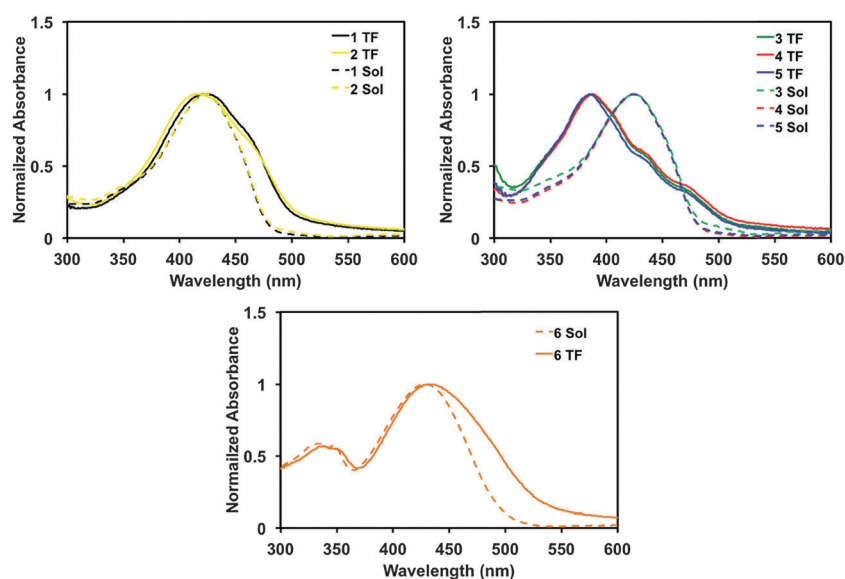 1.5
1
0.5
0
300
350
400
450
500
550
600
Normailzed Absorbance
Wavelength (nm)
1 TF
2 TF
1 Sol
2 Sol
1.5
1
0.5
0
300
350
400
450
500
550
600
Normailzed Absorbance
Wavelength (nm)
3 TF
4 TF
5 TF
3 Sol
4 Sol
5 Sol
1.5
1
0.5
0
300
350
400
450
500
550
600
Normailzed Absorbance
Wavelength (nm)
6 Sol
6 TF